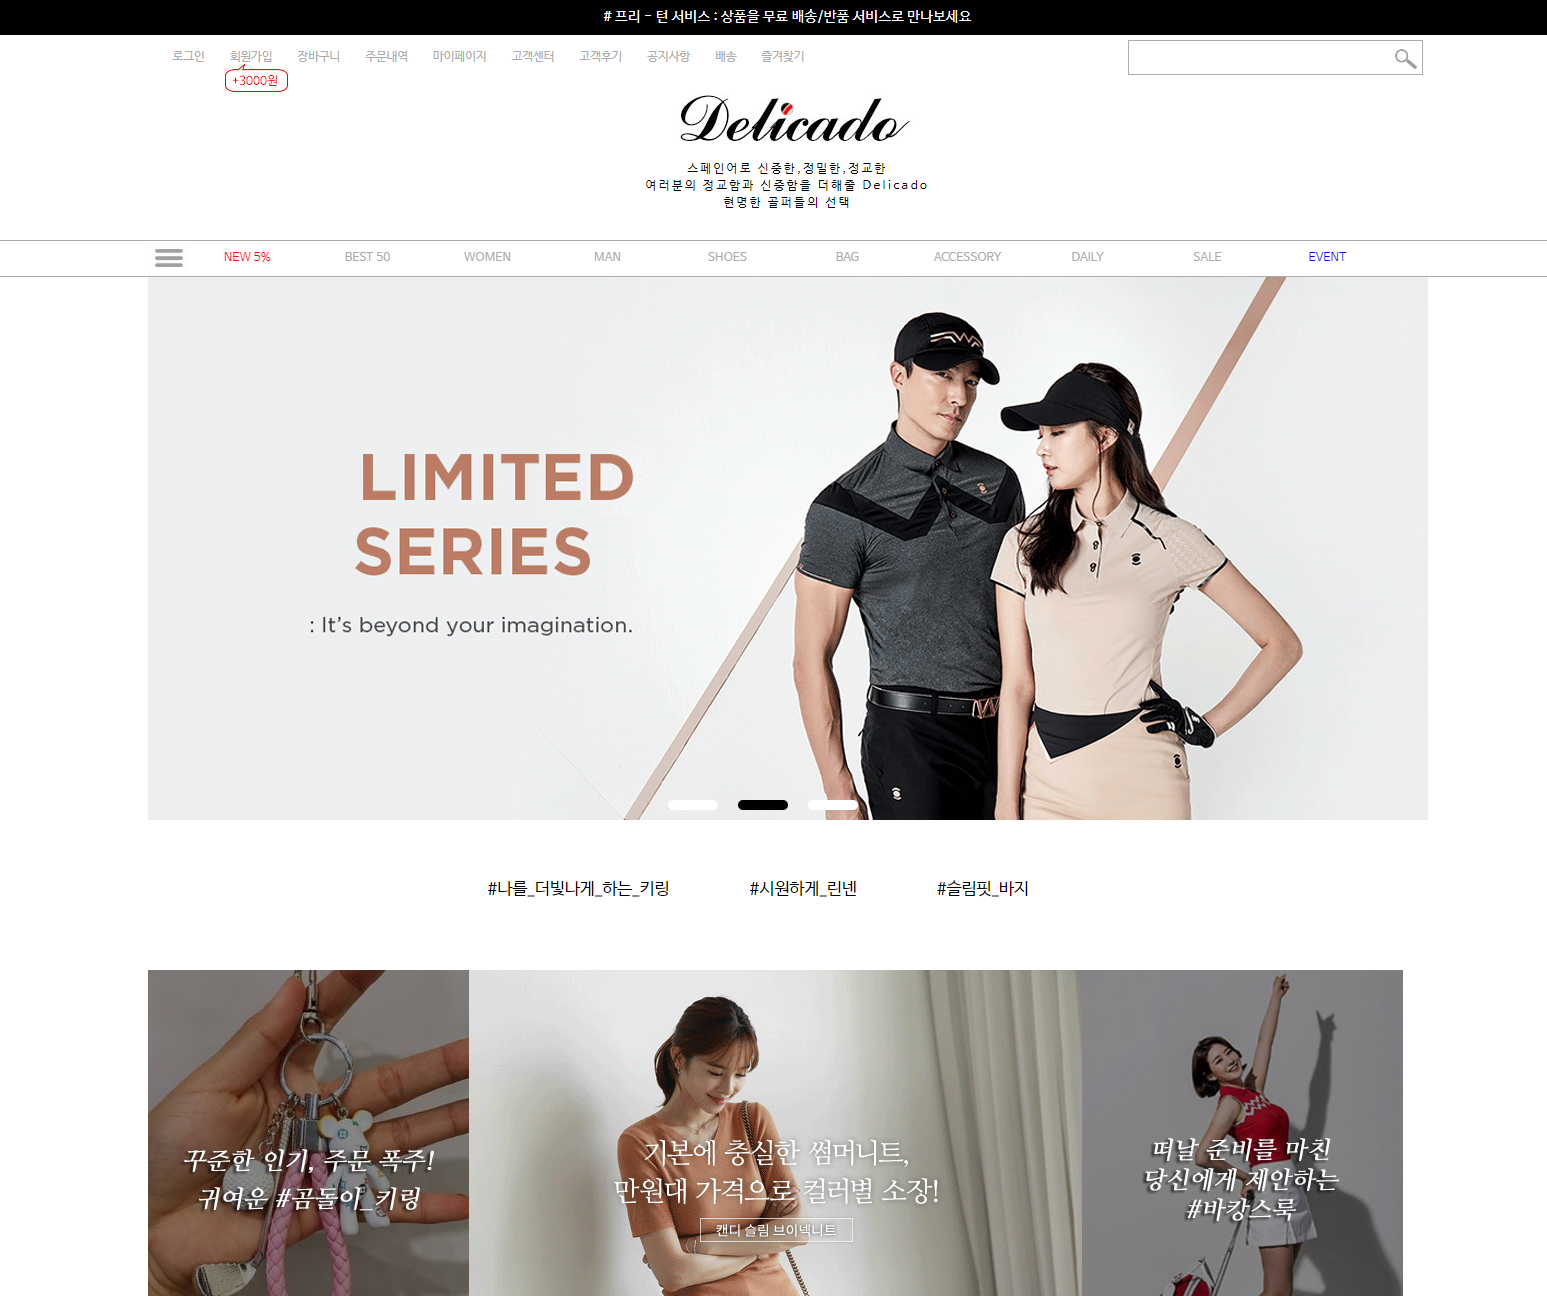 # 프리 - 턴 서비스 : 상품을 무료 배송/반품 서비스로 만나보세요
로그인 회원가입 장바구니 주문내역 마이페이지 고객센터 고객후기 공지사항 배송 즐겨찾기
+3000원
Delicado
스페인어로 신중한,정밀한,정교한
여러분의 정교함과 신중함을 더해줄 Delicado
현명한 골퍼들의 선택
NEW 5% BEST 50 WOMEN MAN SHOES BAG ACCESSORY DAILY SALE EVENT
LIMITED
SERIES
: It’s beyond your imagination.
#나를_더빛나게_하는_키링 #시원하게_린넨 #슬림핏_바지
꾸준한 인기, 주문 폭주!
귀여운 #곰돌이_키링
기본에 충실한 썸머니트,
만원대 가격으로 컬러별 소장!
캔디 슬림 브이넥니트
떠날 준비를 마친
당신에게 제안하는
#바캉스룩